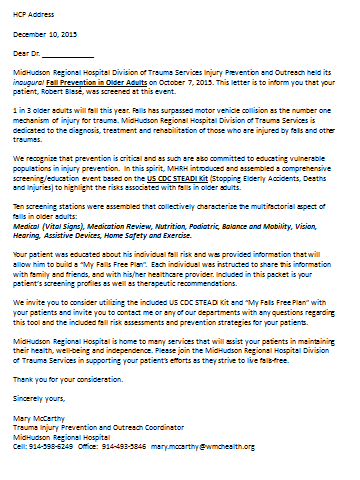 HCP Address
December 10, 2015
Dear Dr. _______________
MidHudson Regional Hospital Division of Trauma Services Injury Prevention and Outreach held its
inaugural Fall Prevention in Older Adults on October 7, 2015. This letter is to inform you that your
patient, Robert Blasé, was screened at this event.
1 in 3 older adults will fall this year. Falls has surpassed motor vehicle collision as the number one
mechanism of injury for trauma. MidHudson Regional Hospital Division of Trauma Services is
dedicated to the diagnosis, treatment and rehabilitation of those who are injured by falls and other
traumas.
We recognize that prevention is critical and as such are also committed to educating vulnerable
populations in injury prevention. In this spirit, MHRH introduced and assembled a comprehensive
screening/education event based on the US CDC STEADI Kit (Stopping Elderly Accidents, Deaths
and Injuries) to highlight the risks associated with falls in older adults.
Ten screening stations were assembled that collectively characterize the multifactorial aspect of
falls in older adults:
Medical (Vital Signs), Medication Review, Nutrition, Podiatric, Balance and Mobility, Vision,
Hearing, Assistive Devices, Home Safety and Exercise.
Your patient was educated about his individual fall risk and was provided information that will
allow him to build a "My Falls Free Plan". Each individual was instructed to share this information
with family and friends, and with his/her healthcare provider. Included in this packet is your
patient's screening profiles as well as therapeutic recommendations.
We invite you to consider utilizing the included US CDC STEADI Kit and "My Falls Free Plan" with
your patients and invite you to contact me or any of our departments with any questions regarding
this tool and the included fall risk assessments and prevention strategies for your patients.
MidHudson Regional Hospital is home to many services that will assist your patients in maintaining
their health, well-being and independence. Please join the MidHudson Regional Hospital Division
of Trauma Services in supporting your patient's efforts as they strive to live falls-free.
Thank you for your consideration.
Sincerely yours,
Mary McCarthy
Trauma Injury Prevention and Outreach Coordinator
MidHudson Regional Hospital
Cell: 914-598-6249 Office: 914-493-5846 mary.mccarthy@wmchealth.org